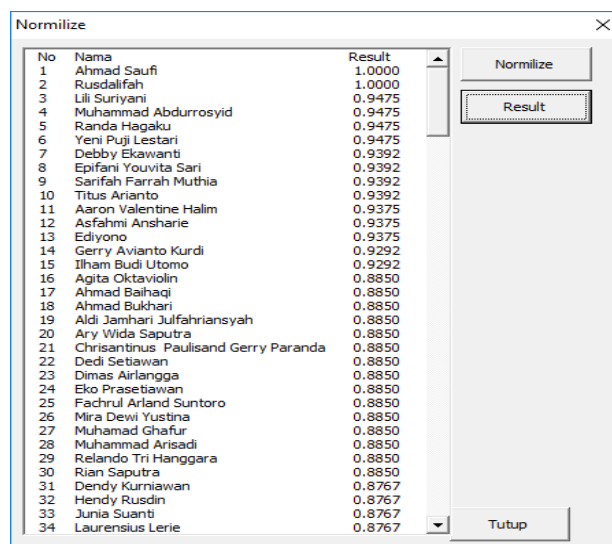 Normilize
No Nama Result
1 Ahmad Saufi 1.0000
2 Rusdalifah 1.0000
3 Lili Suriyani 0.9475
4 Muhammad Abdurrosyid 0.9475
5 Randa Hagaku 0.9475
6 Yeni Puji Lestari 0.9475
7 Debby Ekawanti 0.9392
8 Epifani Youvita Sari 0.9392
9 Sarifah Farrah Muthia 0.9392
10 Titus Arianto 0.9392
11 Aaron Valentine Halim 0.9375
12 Asfahmi Ansharie 0.9375
13 Ediyono 0.9375
14 Gerry Avianto Kurdi 0.9292
15 Ilham Budi Utomo 0.9292
16 Agita Oktaviolin 0.8850
17 Ahmad Baihaqi 0.8850
18 Ahmad Bukhari 0.8850
19 Aldi Jamhari Julfahriansyah 0.8850
20 Ary Wida Saputra 0.8850
21 Chrisantinus Paulisand Gerry Paranda 0.8850
22 Dedi Setiawan 0.8850
23 Dimas Airlangga 0.8850
24 Eko Prasetiawan 0.8850
25 Fachrul Arland Suntoro 0.8850
26 Mira Dewi Yustina 0.8850
27 Muhamad Ghafur 0.8850
28 Muhammad Arisadi 0.8850
29 Relando Tri Hanggara 0.8850
30 Rian Saputra 0.8850
31 Dendy Kurniawan 0.8767
32 Hendy Rusdin 0.8767
33 Junia Suanti 0.8767
34 Laurensius Lerie 0.8767
Normilize
Result
Tutup